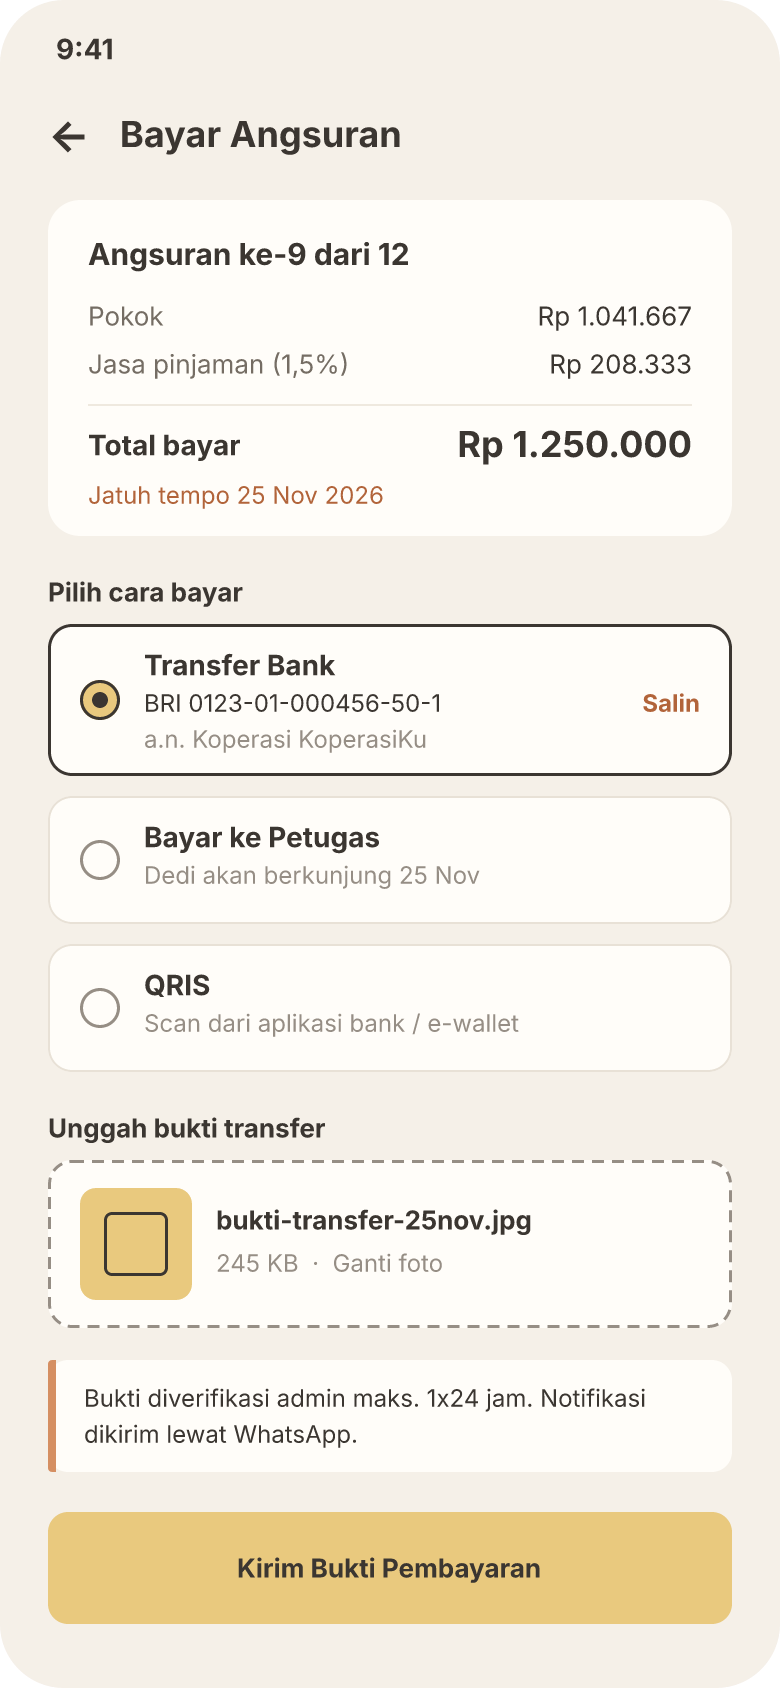 9:41
Bayar Angsuran
Angsuran ke-9 dari 12
Pokok Rp 1.041.667
Jasa pinjaman (1,5%) Rp 208.333
Total bayar Rp 1.250.000
Jatuh tempo 25 Nov 2026
Pilih cara bayar
Transfer Bank
BRI 0123-01-000456-50-1 Salin
a.n. Koperasi KoperasiKu
Bayar ke Petugas
Dedi akan berkunjung 25 Nov
QRIS
Scan dari aplikasi bank / e-wallet
Unggah bukti transfer
bukti-transfer-25nov.jpg
245 KB · Ganti foto
Bukti diverifikasi admin maks. 1x24 jam. Notifikasi
dikirim lewat WhatsApp.
Kirim Bukti Pembayaran